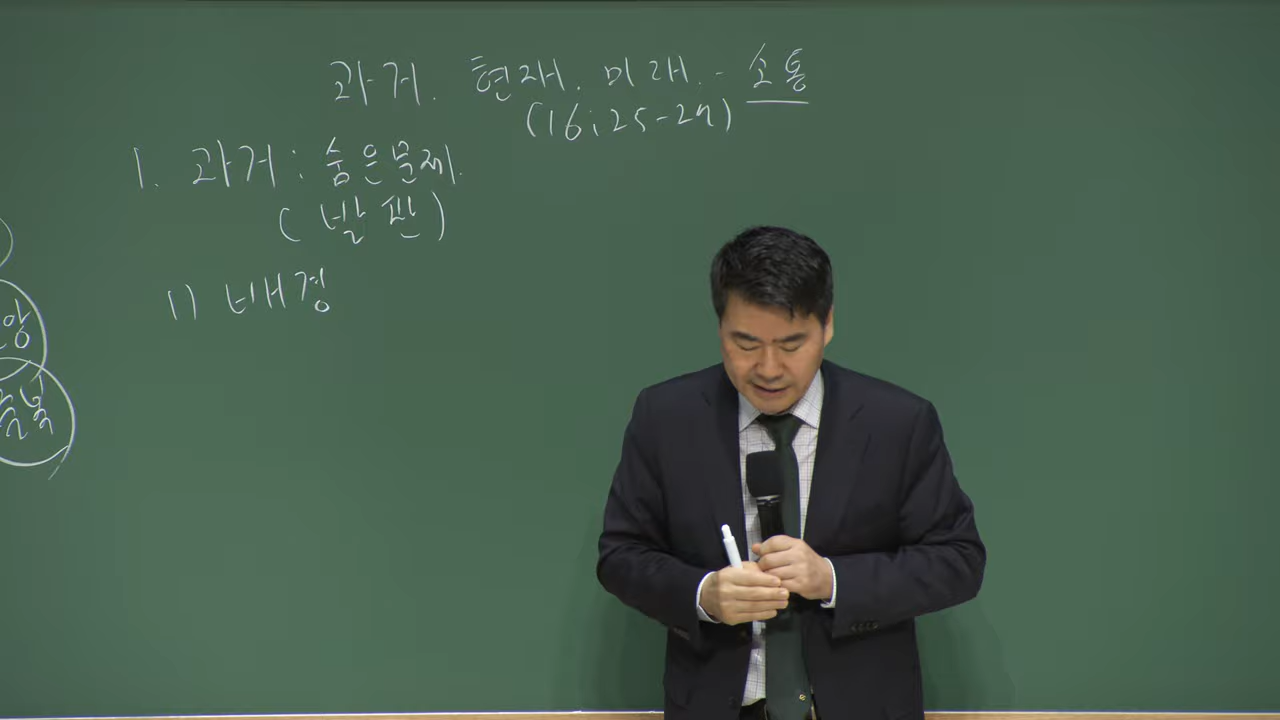 과거. 현재. 미래. - 소통
(16:25-27)
1. 과거: 숨은문제.
(발판)
1) 배경